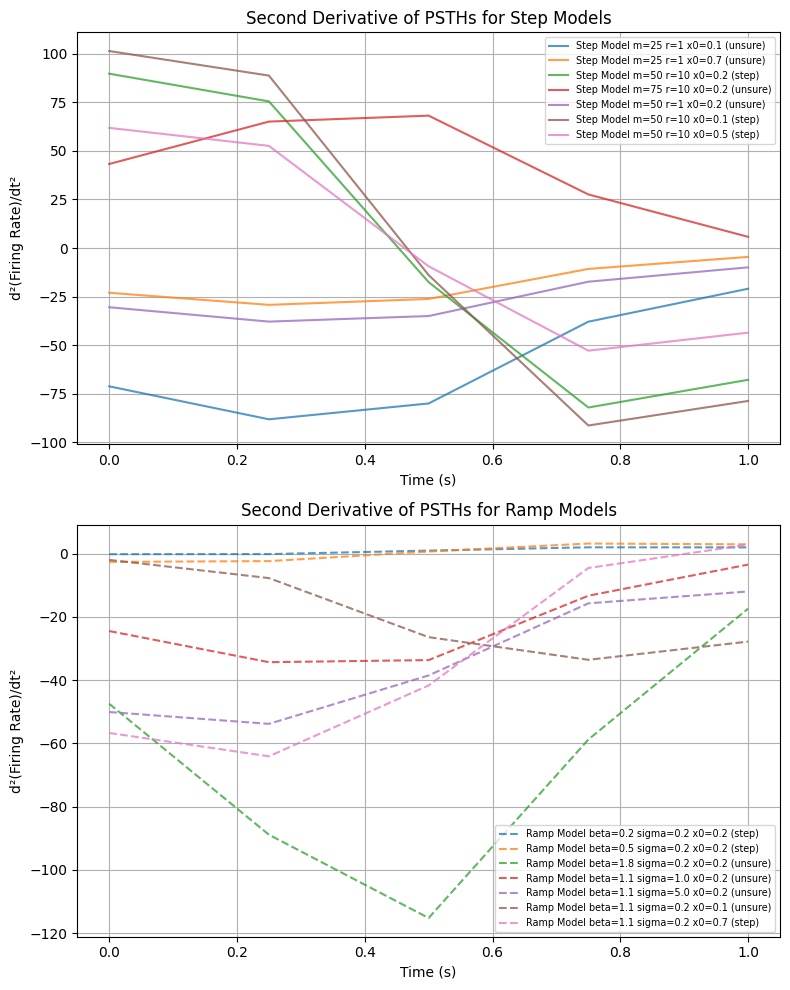 Second Derivative of PSTHs for Step Models
d²(Firing Rate)/dt²
100
75
50
25
0
−25
−50
−75
−100
Step Model m=25 r=1 x0=0.1 (unsure)
Step Model m=25 r=1 x0=0.7 (unsure)
Step Model m=50 r=10 x0=0.2 (step)
Step Model m=75 r=10 x0=0.2 (unsure)
Step Model m=50 r=1 x0=0.2 (unsure)
Step Model m=50 r=10 x0=0.1 (step)
Step Model m=50 r=10 x0=0.5 (step)
0.0 0.2 0.4 0.6 0.8 1.0
Time (s)
Second Derivative of PSTHs for Ramp Models
d²(Firing Rate)/dt²
0
−20
−40
−60
−80
−100
−120
Ramp Model beta=0.2 sigma=0.2 x0=0.2 (step)
Ramp Model beta=0.5 sigma=0.2 x0=0.2 (step)
Ramp Model beta=1.8 sigma=0.2 x0=0.2 (unsure)
Ramp Model beta=1.1 sigma=1.0 x0=0.2 (unsure)
Ramp Model beta=1.1 sigma=5.0 x0=0.2 (unsure)
Ramp Model beta=1.1 sigma=0.2 x0=0.1 (unsure)
Ramp Model beta=1.1 sigma=0.2 x0=0.7 (step)
0.0 0.2 0.4 0.6 0.8 1.0
Time (s)